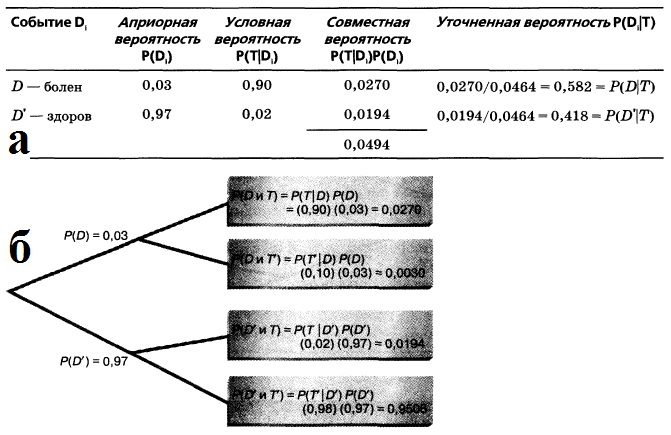 Событие Dᵢ Априорная вероятность P(Dᵢ) Условная вероятность P(T|Dᵢ) Совместная вероятность P(T|Dᵢ)P(Dᵢ) Уточненная вероятность P(Dᵢ|T)
D — болен 0,03 0,90 0,0270 0,0270/0,0464 = 0,582 = P(D|T)
D' — здоров 0,97 0,02 0,0194 0,0194/0,0464 = 0,418 = P(D'|T)
0,0494
а
б
P(D) = 0,03
P(D') = 0,97
P(D и T) = P(T|D) P(D)
= (0,90) (0,03) = 0,0270
P(D и T') = P(T'|D) P(D)
(0,10) (0,03) = 0,0030
P(D' и T) = P(T |D') P(D')
(0,02) (0,97) = 0,0194
P(D' и T') = P(T'|D') P(D')
(0,98) (0,97) = 0,9506